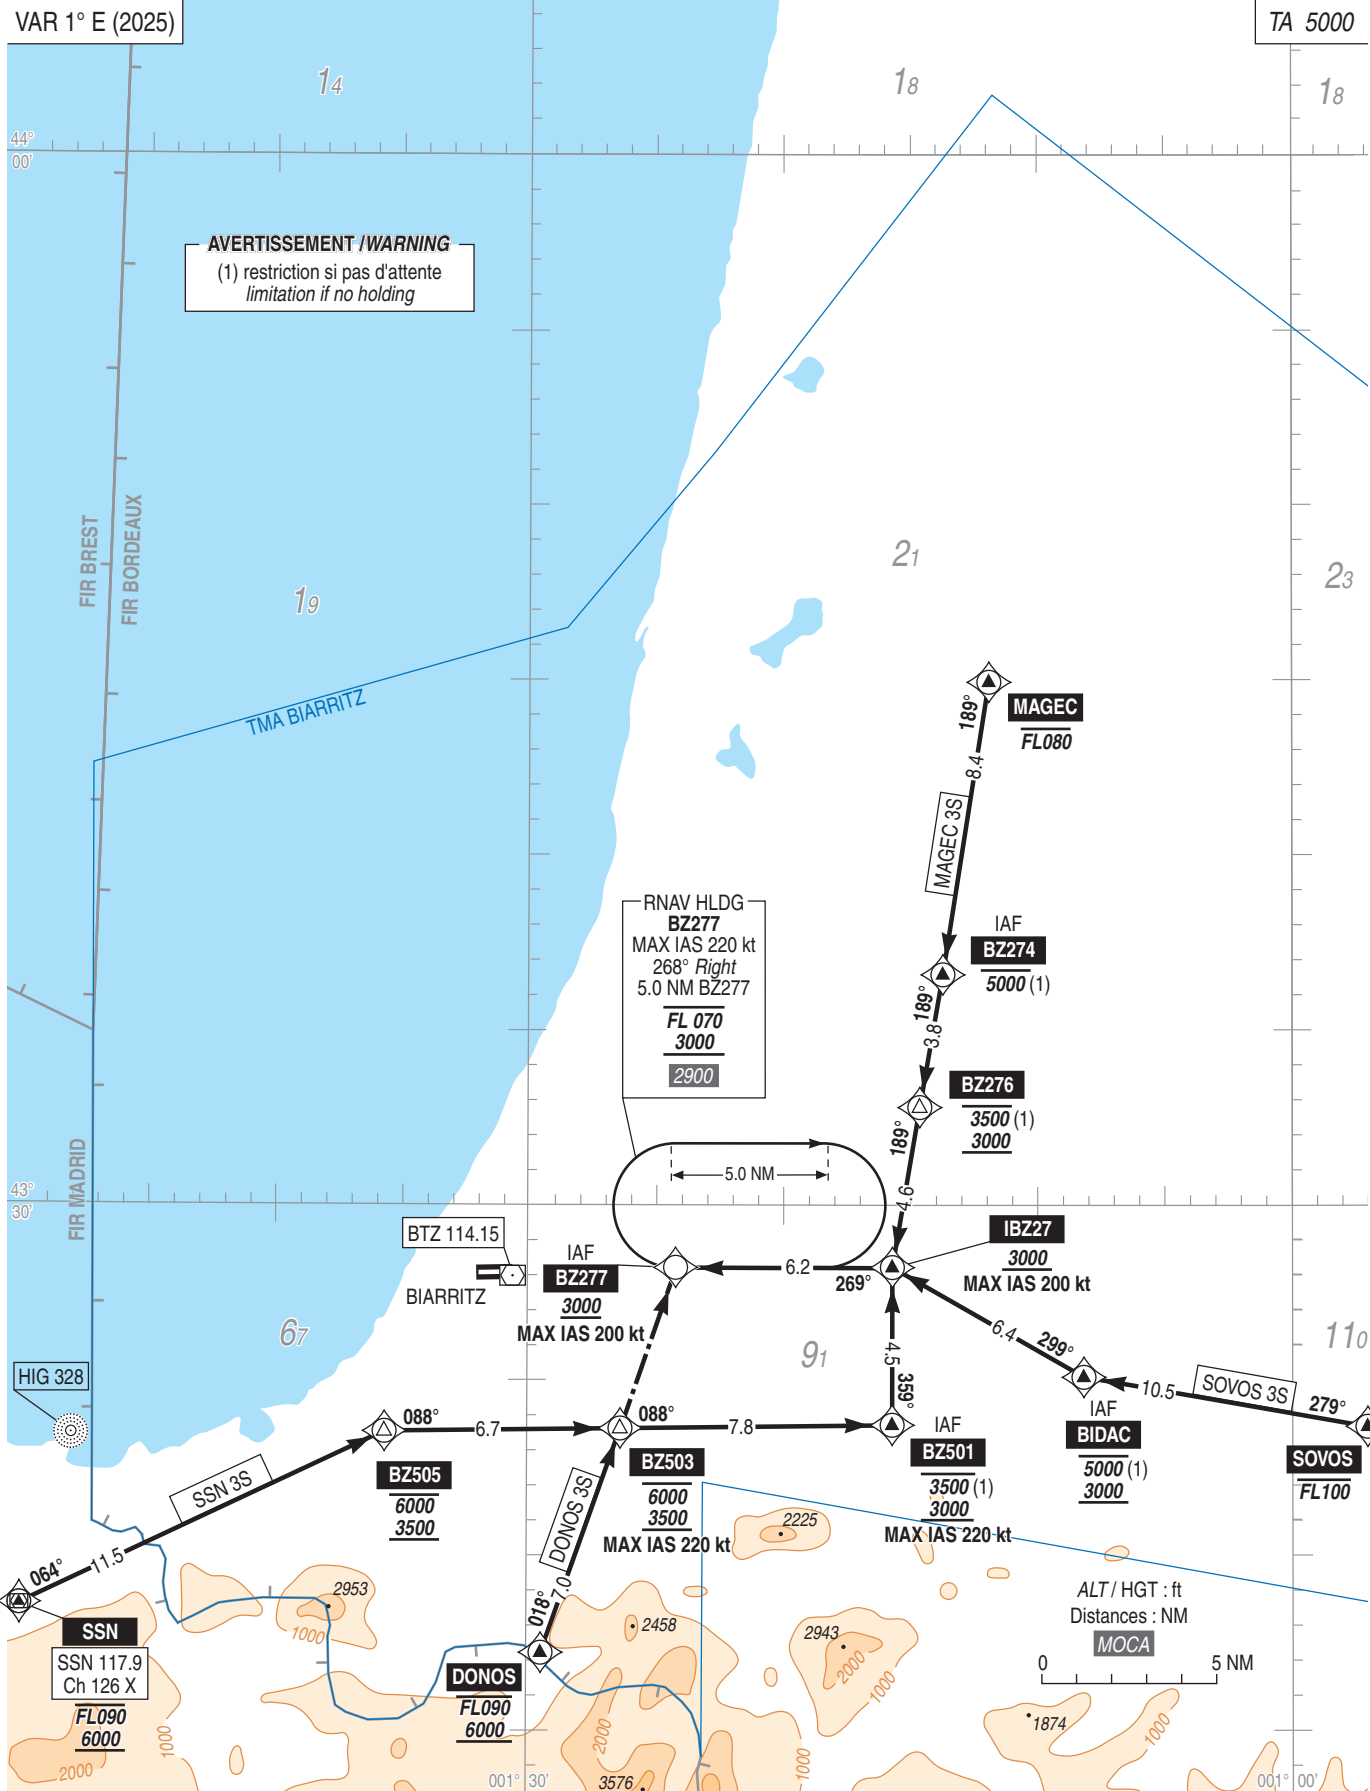 VAR 1° E (2025)
TA 5000
14
18
18
44°
00'
AVERTISSEMENT /WARNING
(1) restriction si pas d'attente
limitation if no holding
FIR BREST
FIR BORDEAUX
21
23
19
TMA BIARRITZ
189°
MAGEC
FL080
8.4
MAGEC 3S
RNAV HLDG
BZ277
MAX IAS 220 kt
268° Right
5.0 NM BZ277
FL 070
3000
2900
IAF
BZ274
5000 (1)
189°
3.8
BZ276
3500 (1)
3000
189°
FIR MADRID
5.0 NM
43°
30'
4.6
BTZ 114.15
BIARRITZ
IAF
BZ277
3000
MAX IAS 200 kt
6.2
269°
IBZ27
3000
MAX IAS 200 kt
67
91
110
4.5
359°
6.4
299°
HIG 328
10.5
SOVOS 3S
279°
IAF
BIDAC
5000 (1)
3000
SOVOS
FL100
088°
6.7
088°
7.8
IAF
BZ501
3500 (1)
3000
MAX IAS 220 kt
BZ505
6000
3500
BZ503
6000
3500
MAX IAS 220 kt
SSN 3S
DONOS 3S
2225
064°
11.5
2953
1000
018°
7.0
2458
2943
2000
1000
ALT / HGT : ft
Distances : NM
MOCA
0
5 NM
SSN
SSN 117.9
Ch 126 X
FL090
6000
DONOS
FL090
6000
1874
1000
1000
2000
2000
1000
3576
001° 30'
001° 00'